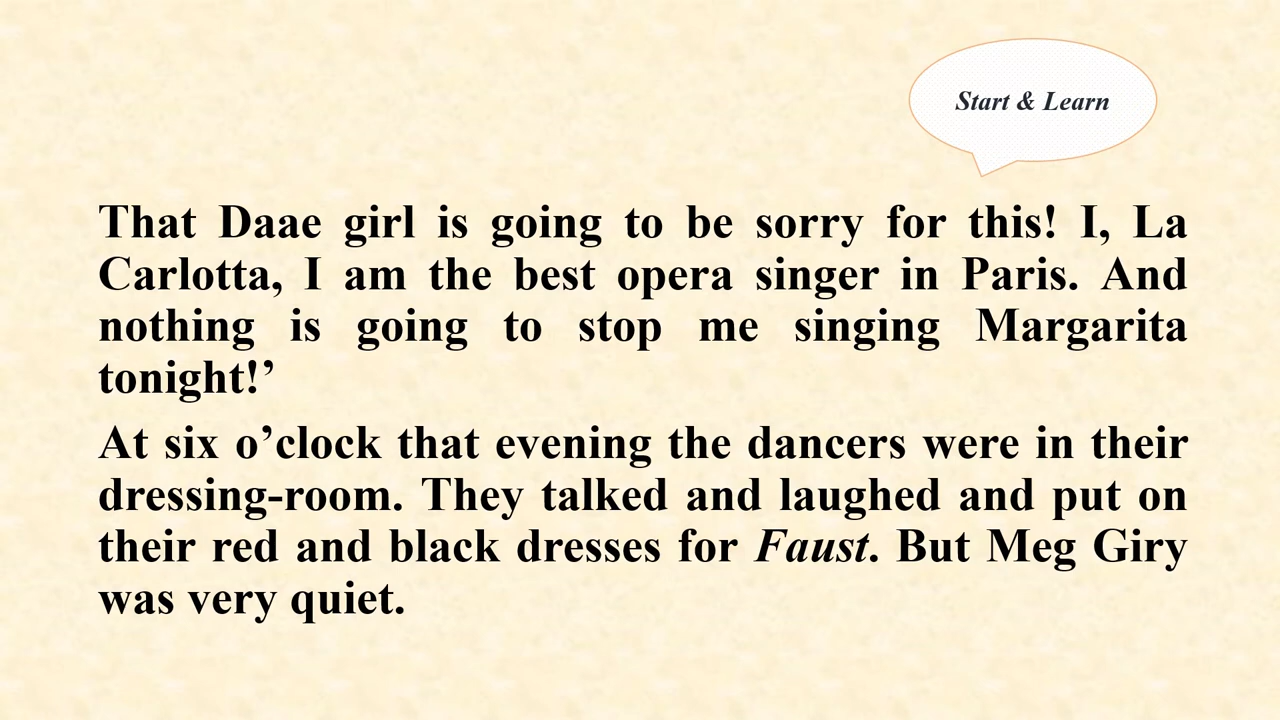 Start & Learn
That Daae girl is going to be sorry for this! I, La
Carlotta, I am the best opera singer in Paris. And
nothing is going to stop me singing Margarita
tonight!’
At six o’clock that evening the dancers were in their
dressing-room. They talked and laughed and put on
their red and black dresses for Faust. But Meg Giry
was very quiet.